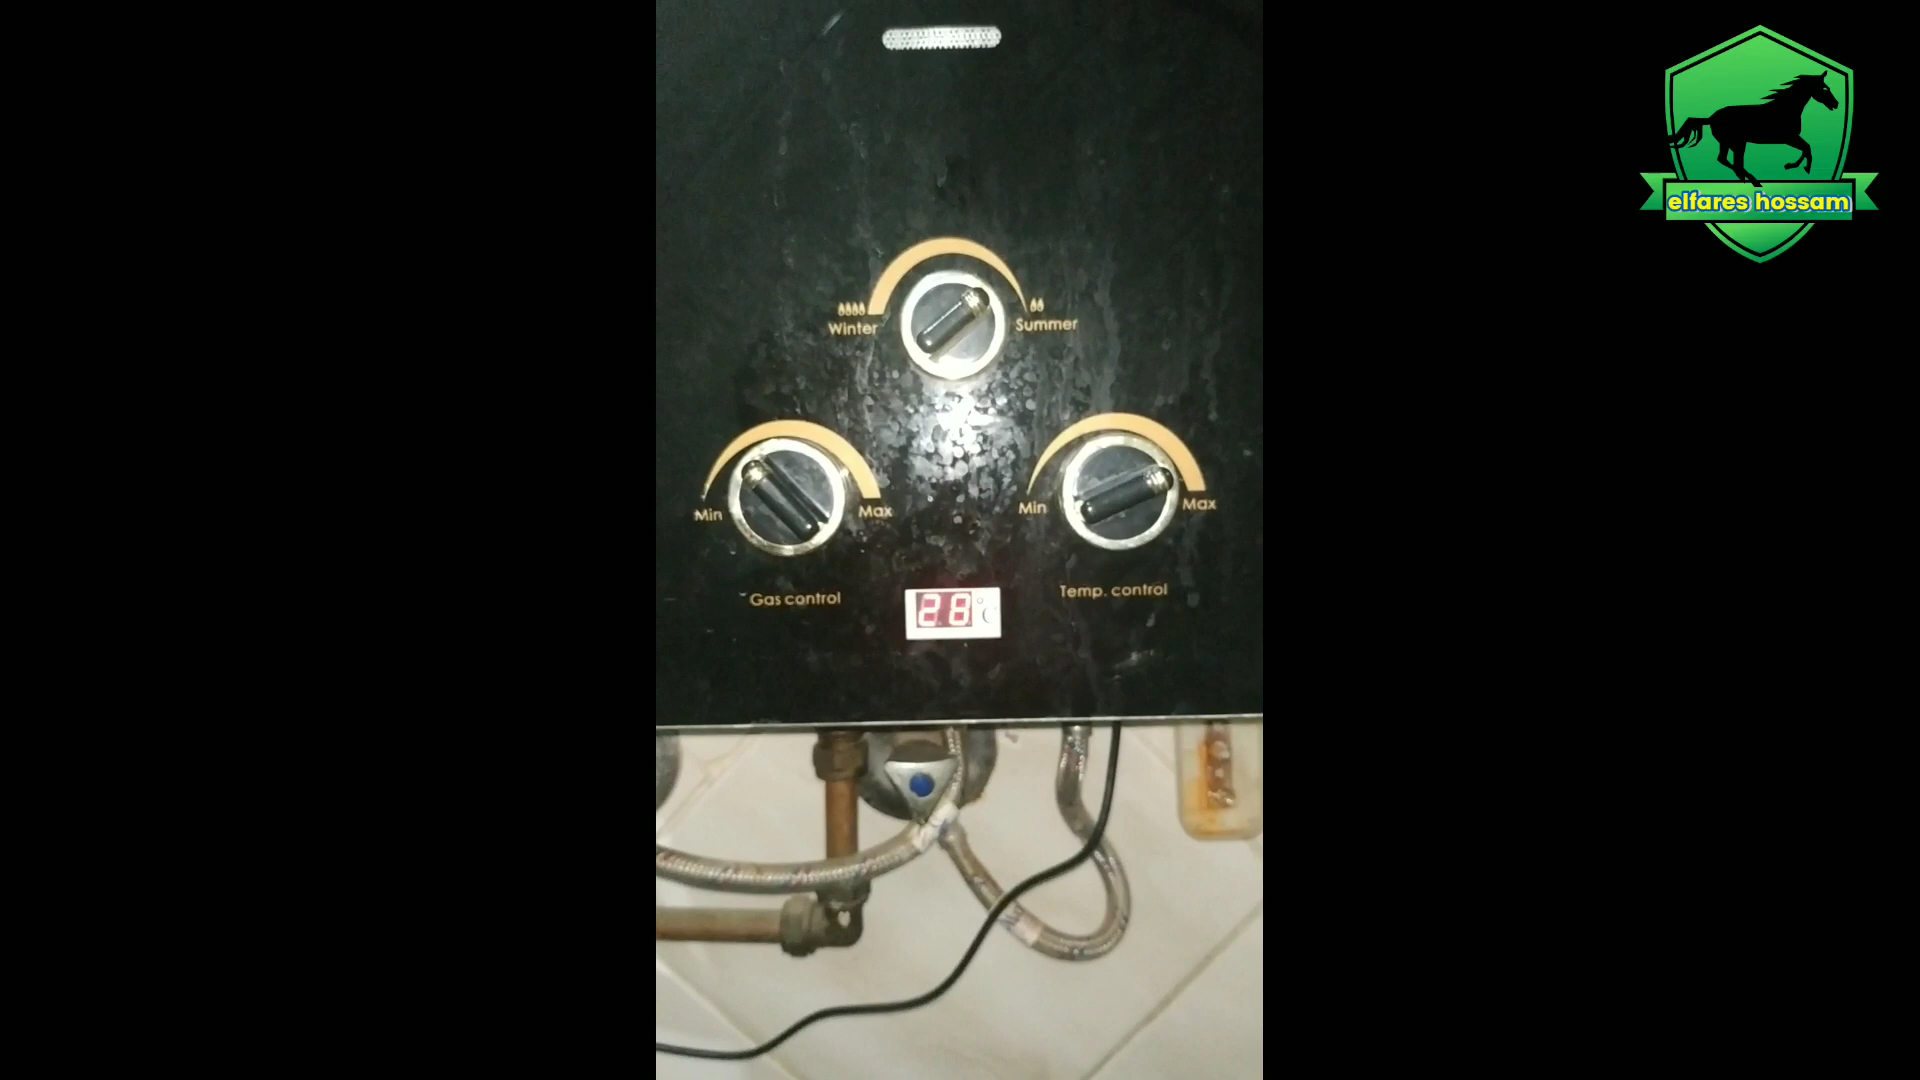 elfares hossam
Winter
Summer
Min
Max
Min
Max
Gas control
Temp. control
28 °C